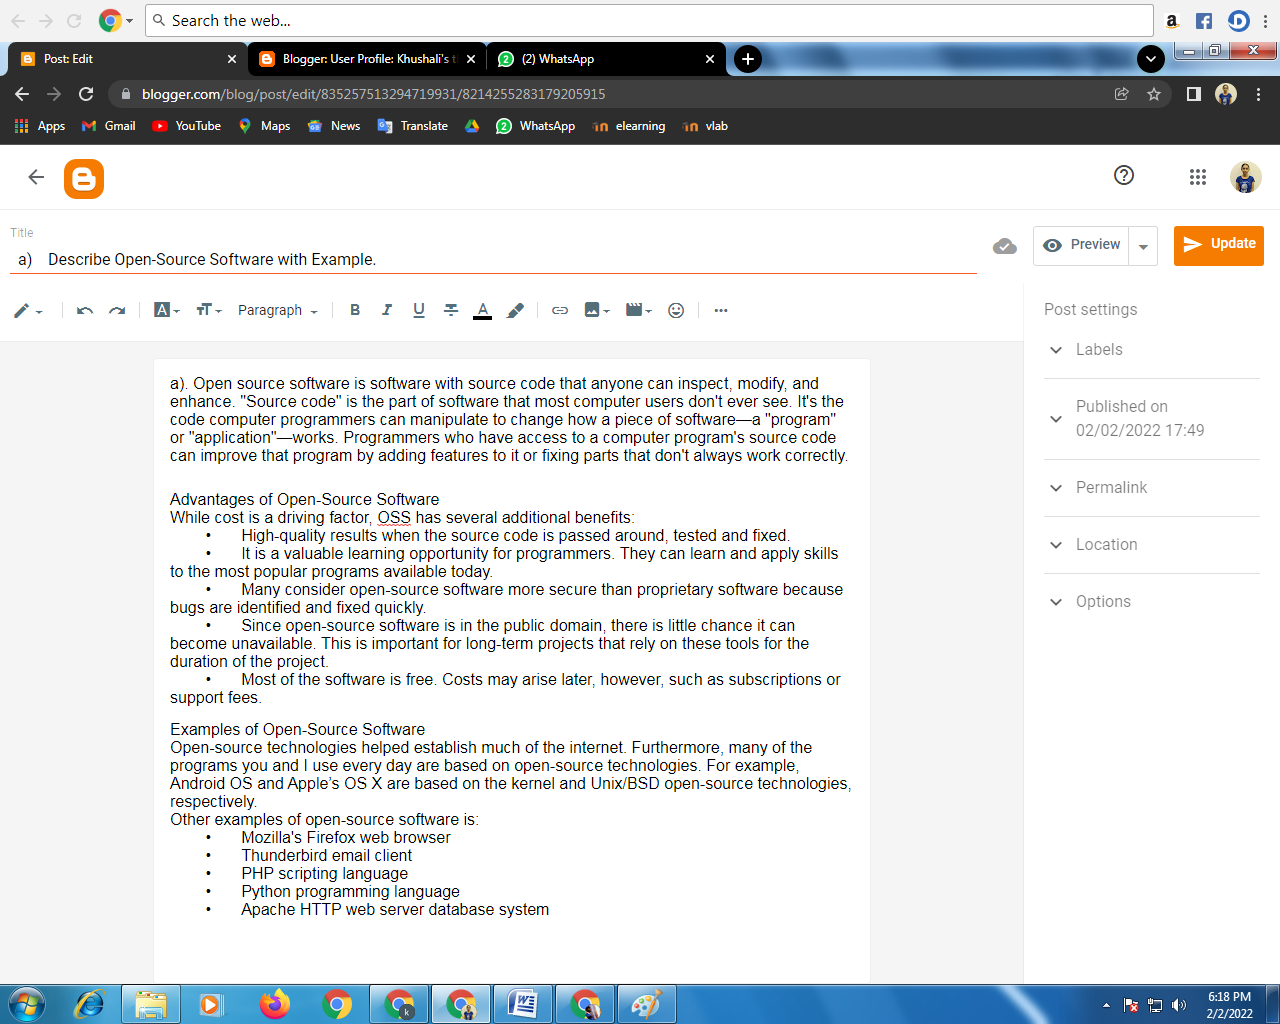 Search the web...
Post: Edit
Blogger: User Profile: Khushali's t
(2) WhatsApp
blogger.com/blog/post/edit/835257513294719931/8214255283179205915
Apps
Gmail
YouTube
Maps
News
Translate
WhatsApp
elearning
vlab
Title
a) Describe Open-Source Software with Example.
Preview
Update
Paragraph
Post settings
Labels
Published on
02/02/2022 17:49
Permalink
Location
Options
a). Open source software is software with source code that anyone can inspect, modify, and
enhance. "Source code" is the part of software that most computer users don't ever see. It's the
code computer programmers can manipulate to change how a piece of software—a "program"
or "application"—works. Programmers who have access to a computer program's source code
can improve that program by adding features to it or fixing parts that don't always work correctly.
Advantages of Open-Source Software
While cost is a driving factor, OSS has several additional benefits:
• High-quality results when the source code is passed around, tested and fixed.
• It is a valuable learning opportunity for programmers. They can learn and apply skills
to the most popular programs available today.
• Many consider open-source software more secure than proprietary software because
bugs are identified and fixed quickly.
• Since open-source software is in the public domain, there is little chance it can
become unavailable. This is important for long-term projects that rely on these tools for the
duration of the project.
• Most of the software is free. Costs may arise later, however, such as subscriptions or
support fees.
Examples of Open-Source Software
Open-source technologies helped establish much of the internet. Furthermore, many of the
programs you and I use every day are based on open-source technologies. For example,
Android OS and Apple’s OS X are based on the kernel and Unix/BSD open-source technologies,
respectively.
Other examples of open-source software is:
• Mozilla's Firefox web browser
• Thunderbird email client
• PHP scripting language
• Python programming language
• Apache HTTP web server database system
6:18 PM
2/2/2022